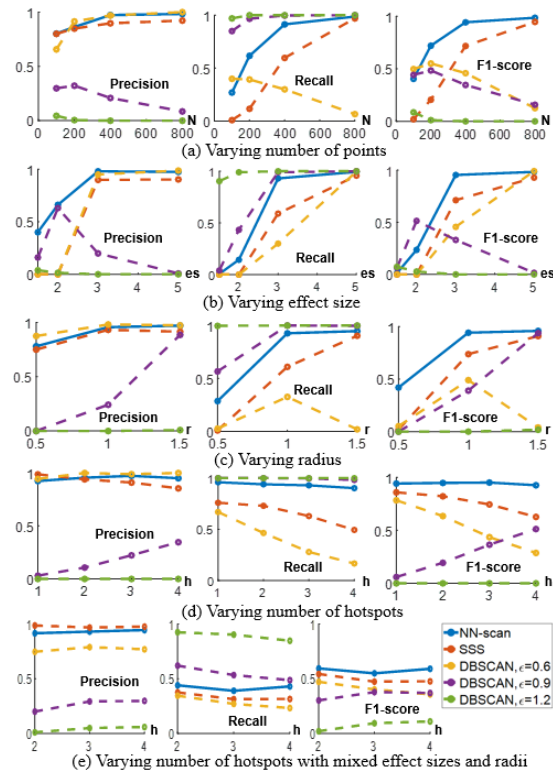 1
0.5
0
0 200 400 600 800
Precision
N
1
0.5
0
0 200 400 600 800
Recall
N
1
0.5
0
0 200 400 600 800
F1-score
N
(a) Varying number of points
1
0.5
0
2 3 4 5
Precision
es
1
0.5
0
2 3 4 5
Recall
es
1
0.5
0
2 3 4 5
F1-score
es
(b) Varying effect size
1
0.5
0
0.5 1 1.5
Precision
r
1
0.5
0
0.5 1 1.5
Recall
r
1
0.5
0
0.5 1 1.5
F1-score
r
(c) Varying radius
1
0.5
0
1 2 3 4
Precision
h
1
0.5
0
1 2 3 4
Recall
h
1
0.5
0
1 2 3 4
F1-score
h
(d) Varying number of hotspots
1
0.5
0
2 3 4
Precision
h
1
0.5
0
2 3 4
Recall
h
1
0.5
0
2 3 4
F1-score
h
NN-scan
SSS
DBSCAN, ϵ=0.6
DBSCAN, ϵ=0.9
DBSCAN, ϵ=1.2
(e) Varying number of hotspots with mixed effect sizes and radii